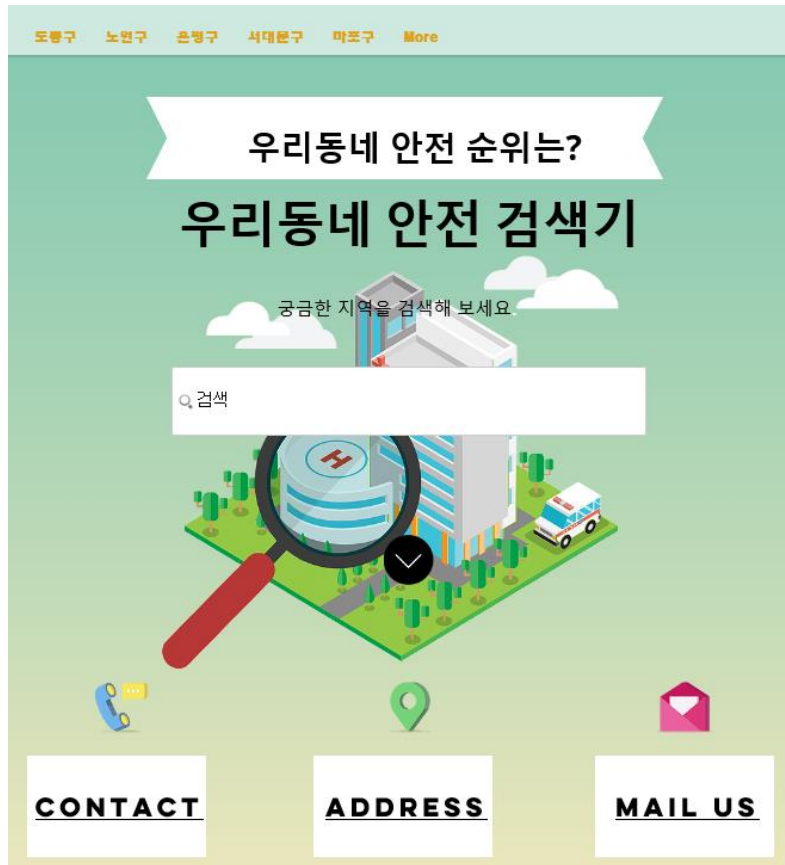 도봉구 노원구 은평구 서대문구 마포구 More
우리동네 안전 순위는?
우리동네 안전 검색기
궁금한 지역을 검색해 보세요.
검색
H
CONTACT ADDRESS MAIL US